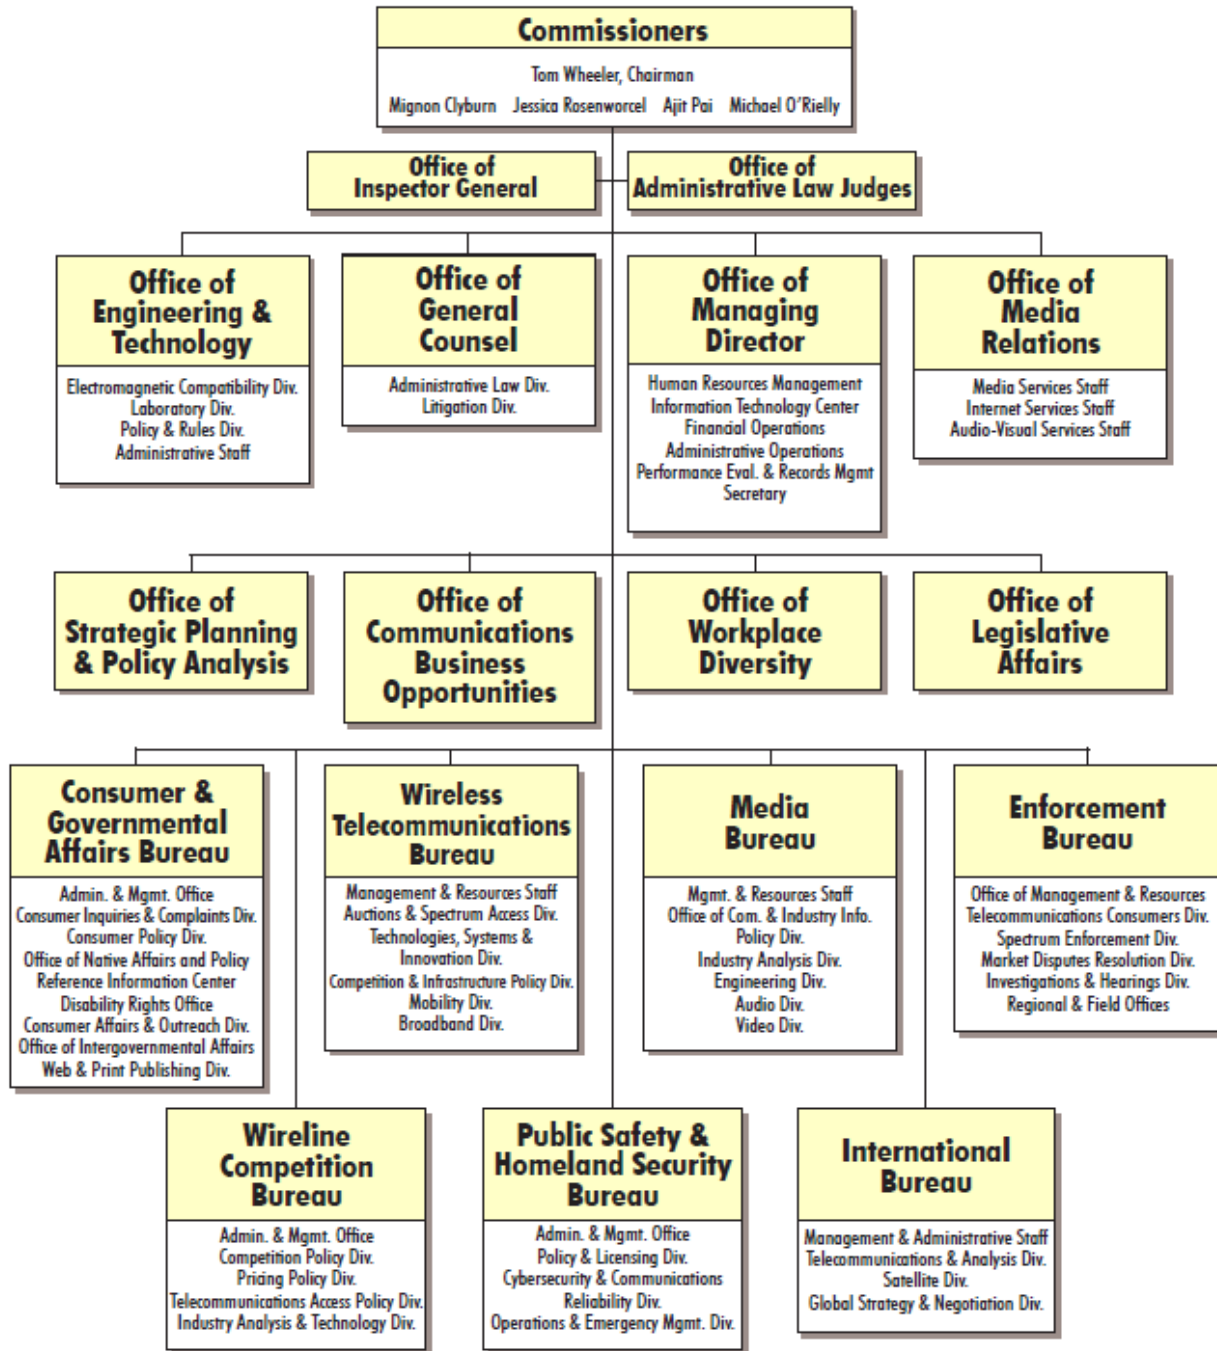 Commissioners
Tom Wheeler, Chairman
Mignon Clyburn Jessica Rosenworcel Ajit Pai Michael O'Rielly
Office of
Inspector General
Office of
Administrative Law Judges
Office of
Engineering &
Technology
Electromagnetic Compatibility Div.
Laboratory Div.
Policy & Rules Div.
Administrative Staff
Office of
General
Counsel
Administrative Law Div.
Litigation Div.
Office of
Managing
Director
Human Resources Management
Information Technology Center
Financial Operations
Administrative Operations
Performance Eval. & Records Mgmt
Secretary
Office of
Media
Relations
Media Services Staff
Internet Services Staff
Audio-Visual Services Staff
Office of
Strategic Planning
& Policy Analysis
Office of
Communications
Business
Opportunities
Office of
Workplace
Diversity
Office of
Legislative
Affairs
Consumer &
Governmental
Affairs Bureau
Admin. & Mgmt. Office
Consumer Inquiries & Complaints Div.
Consumer Policy Div.
Office of Native Affairs and Policy
Reference Information Center
Disability Rights Office
Consumer Affairs & Outreach Div.
Office of Intergovernmental Affairs
Web & Print Publishing Div.
Wireless
Telecommunications
Bureau
Management & Resources Staff
Auctions & Spectrum Access Div.
Technologies, Systems &
Innovation Div.
Competition & Infrastructure Policy Div.
Mobility Div.
Broadband Div.
Media
Bureau
Mgmt. & Resources Staff
Office of Com. & Industry Info.
Policy Div.
Industry Analysis Div.
Engineering Div.
Audio Div.
Video Div.
Enforcement
Bureau
Office of Management & Resources
Telecommunications Consumers Div.
Spectrum Enforcement Div.
Market Disputes Resolution Div.
Investigations & Hearings Div.
Regional & Field Offices
Wireline
Competition
Bureau
Admin. & Mgmt. Office
Competition Policy Div.
Pricing Policy Div.
Telecommunications Access Policy Div.
Industry Analysis & Technology Div.
Public Safety &
Homeland Security
Bureau
Admin. & Mgmt. Office
Policy & Licensing Div.
Cybersecurity & Communications
Reliability Div.
Operations & Emergency Mgmt. Div.
International
Bureau
Management & Administrative Staff
Telecommunications & Analysis Div.
Satellite Div.
Global Strategy & Negotiation Div.